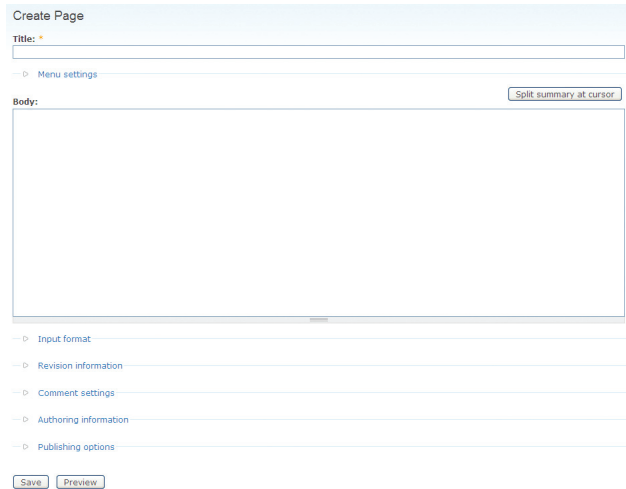 Create Page
Title: *
Menu settings
Split summary at cursor
Body:
Input format
Revision information
Comment settings
Authoring information
Publishing options
Save Preview